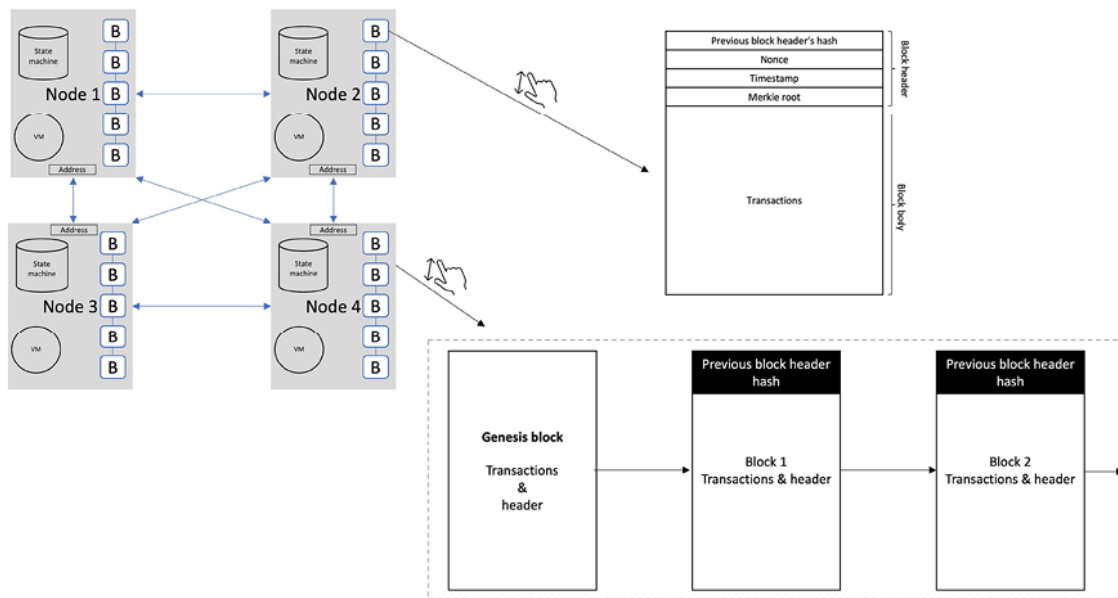 State
machine
Node 1
VM
Address
B
B
B
B
B
State
machine
Node 2
VM
Address
B
B
B
B
B
Address
State
machine
Node 3
VM
B
B
B
B
B
Address
State
machine
Node 4
VM
B
B
B
B
B
Previous block header's hash
Nonce
Timestamp
Merkle root
Transactions
Block header
Block body
Genesis block
Transactions
&
header
Previous block header
hash
Block 1
Transactions & header
Previous block header
hash
Block 2
Transactions & header